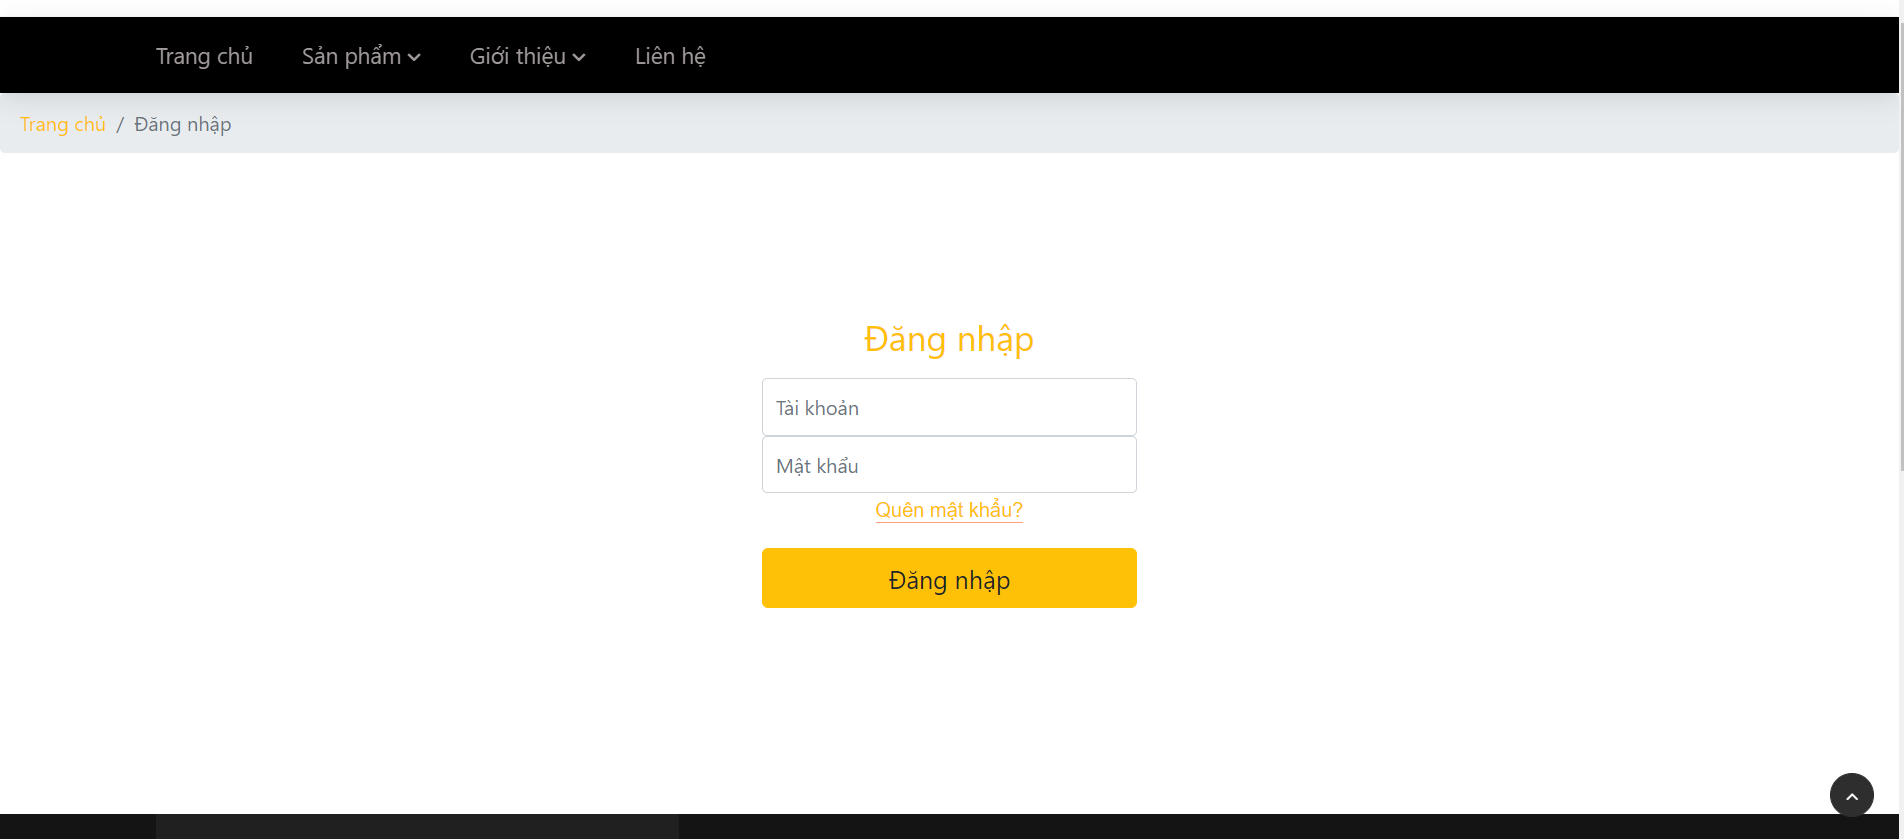 Trang chủ Sản phẩm Giới thiệu Liên hệ
Trang chủ / Đăng nhập
Đăng nhập
Tài khoản
Mật khẩu
Quên mật khẩu?
Đăng nhập